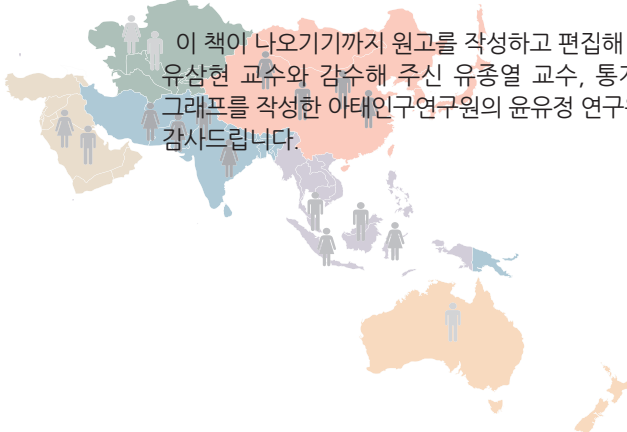 이 책이 나오기기까지 원고를 작성하고 편집해
유삼현 교수와 감수해 주신 유종열 교수, 통계
그래프를 작성한 아태인구연구원의 윤유정 연구
감사드립니다.